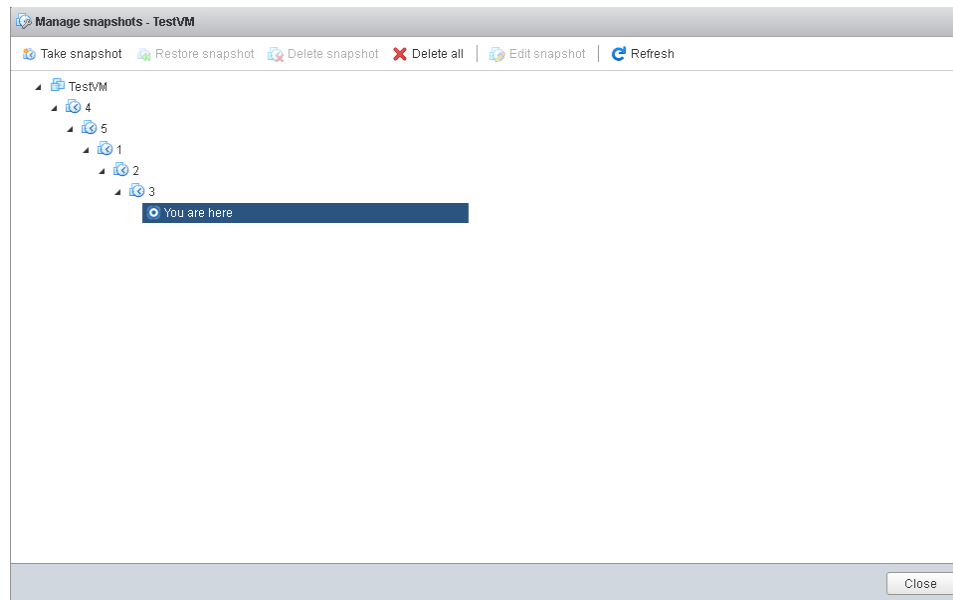 Manage snapshots - TestVM
Take snapshot Restore snapshot Delete snapshot Delete all Edit snapshot Refresh
TestVM
4
5
1
2
3
You are here
Close